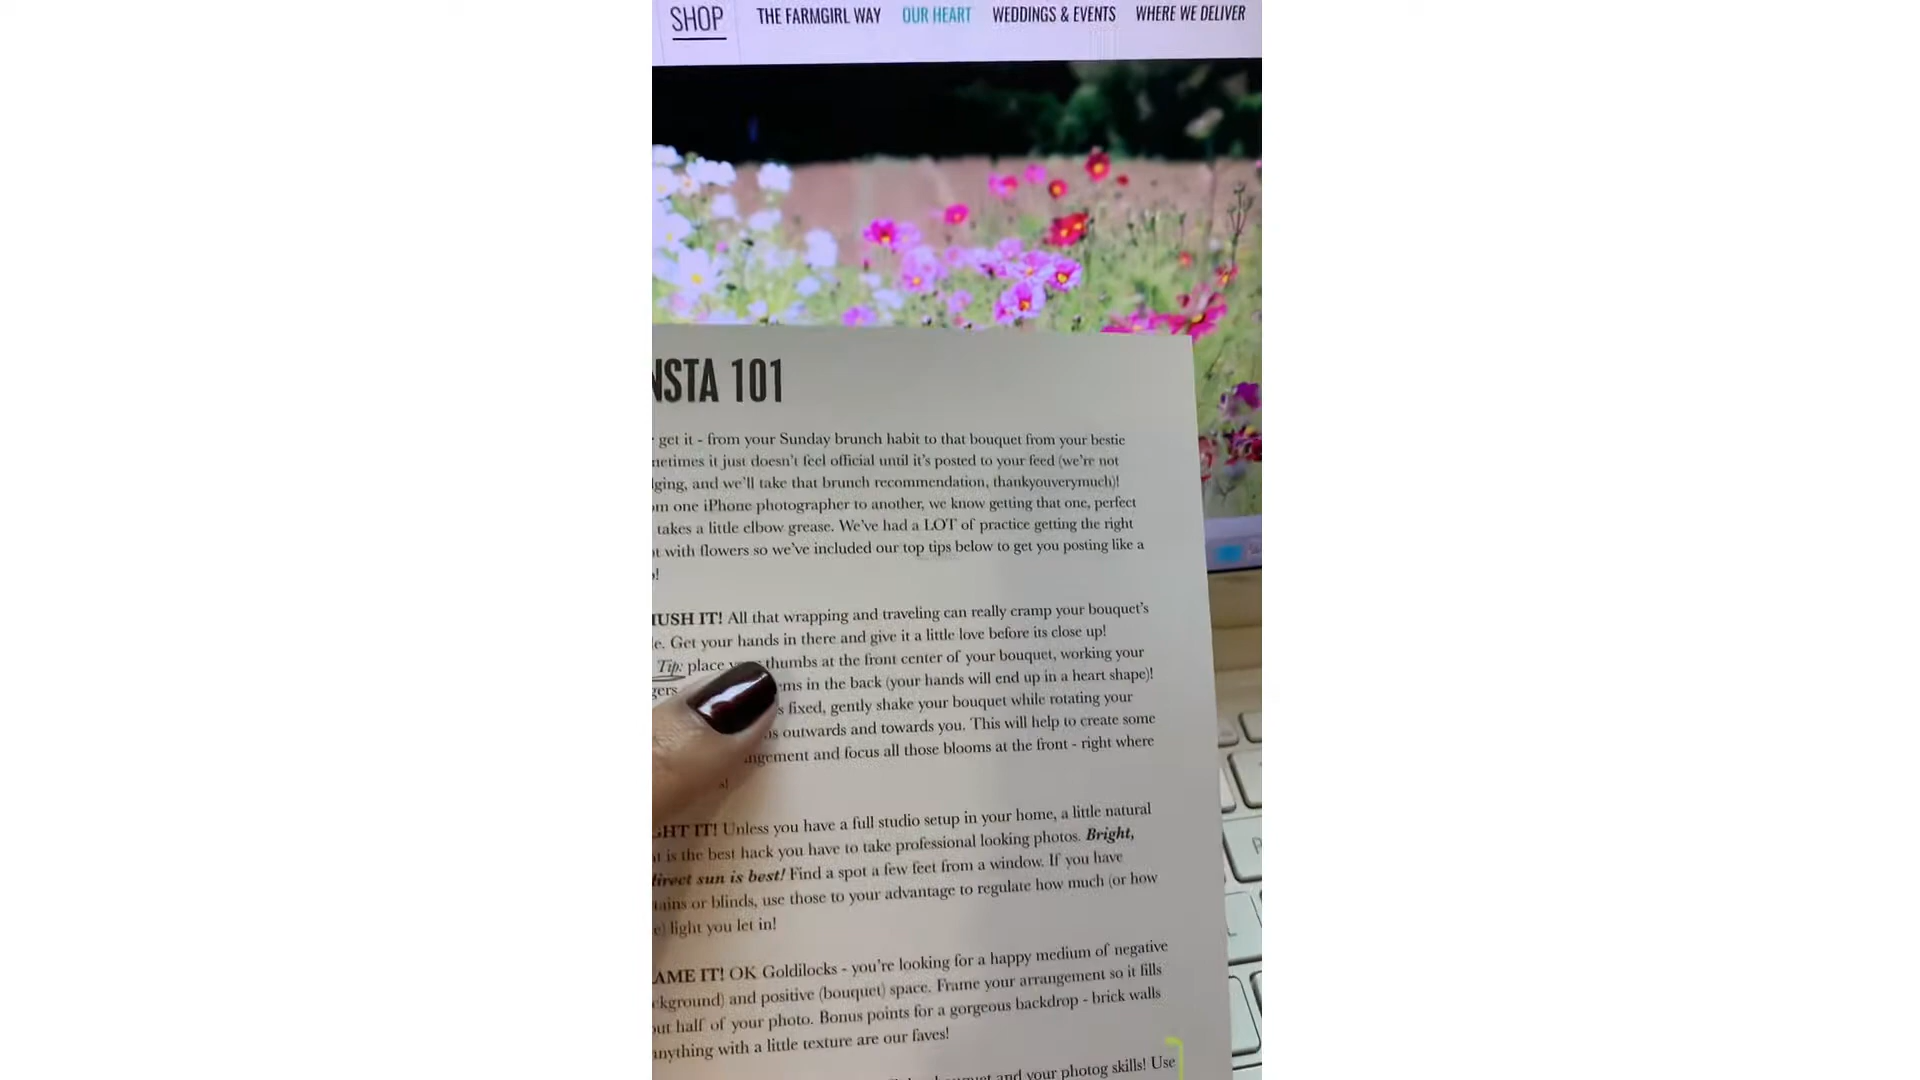 SHOP THE FARMGIRL WAY OUR HEART WEDDINGS & EVENTS WHERE WE DELIVER
NSTA 101
get it - from your Sunday brunch habit to that bouquet from your bestie
netimes it just doesn't feel official until it's posted to your feed (we're not
lging, and we'll take that brunch recommendation, thankyouverymuch)!
om one iPhone photographer to another, we know getting that one, perfect
takes a little elbow grease. We've had a LOT of practice getting the right
t with flowers so we've included our top tips below to get you posting like a
!
USH IT! All that wrapping and traveling can really cramp your bouquet's
e. Get your hands in there and give it a little love before its close up!
Tip: place thumbs at the front center of your bouquet, working your
gers ms in the back (your hands will end up in a heart shape)!
s fixed, gently shake your bouquet while rotating your
s outwards and towards you. This will help to create some
ngement and focus all those blooms at the front - right where
s!
GHT IT! Unless you have a full studio setup in your home, a little natural
t is the best hack you have to take professional looking photos. Bright,
direct sun is best! Find a spot a few feet from a window. If you have
tains or blinds, use those to your advantage to regulate how much (or how
e) light you let in!
AME IT! OK Goldilocks - you're looking for a happy medium of negative
ckground) and positive (bouquet) space. Frame your arrangement so it fills
out half of your photo. Bonus points for a gorgeous backdrop - brick walls
nything with a little texture are our faves!
and your photog skills! Use